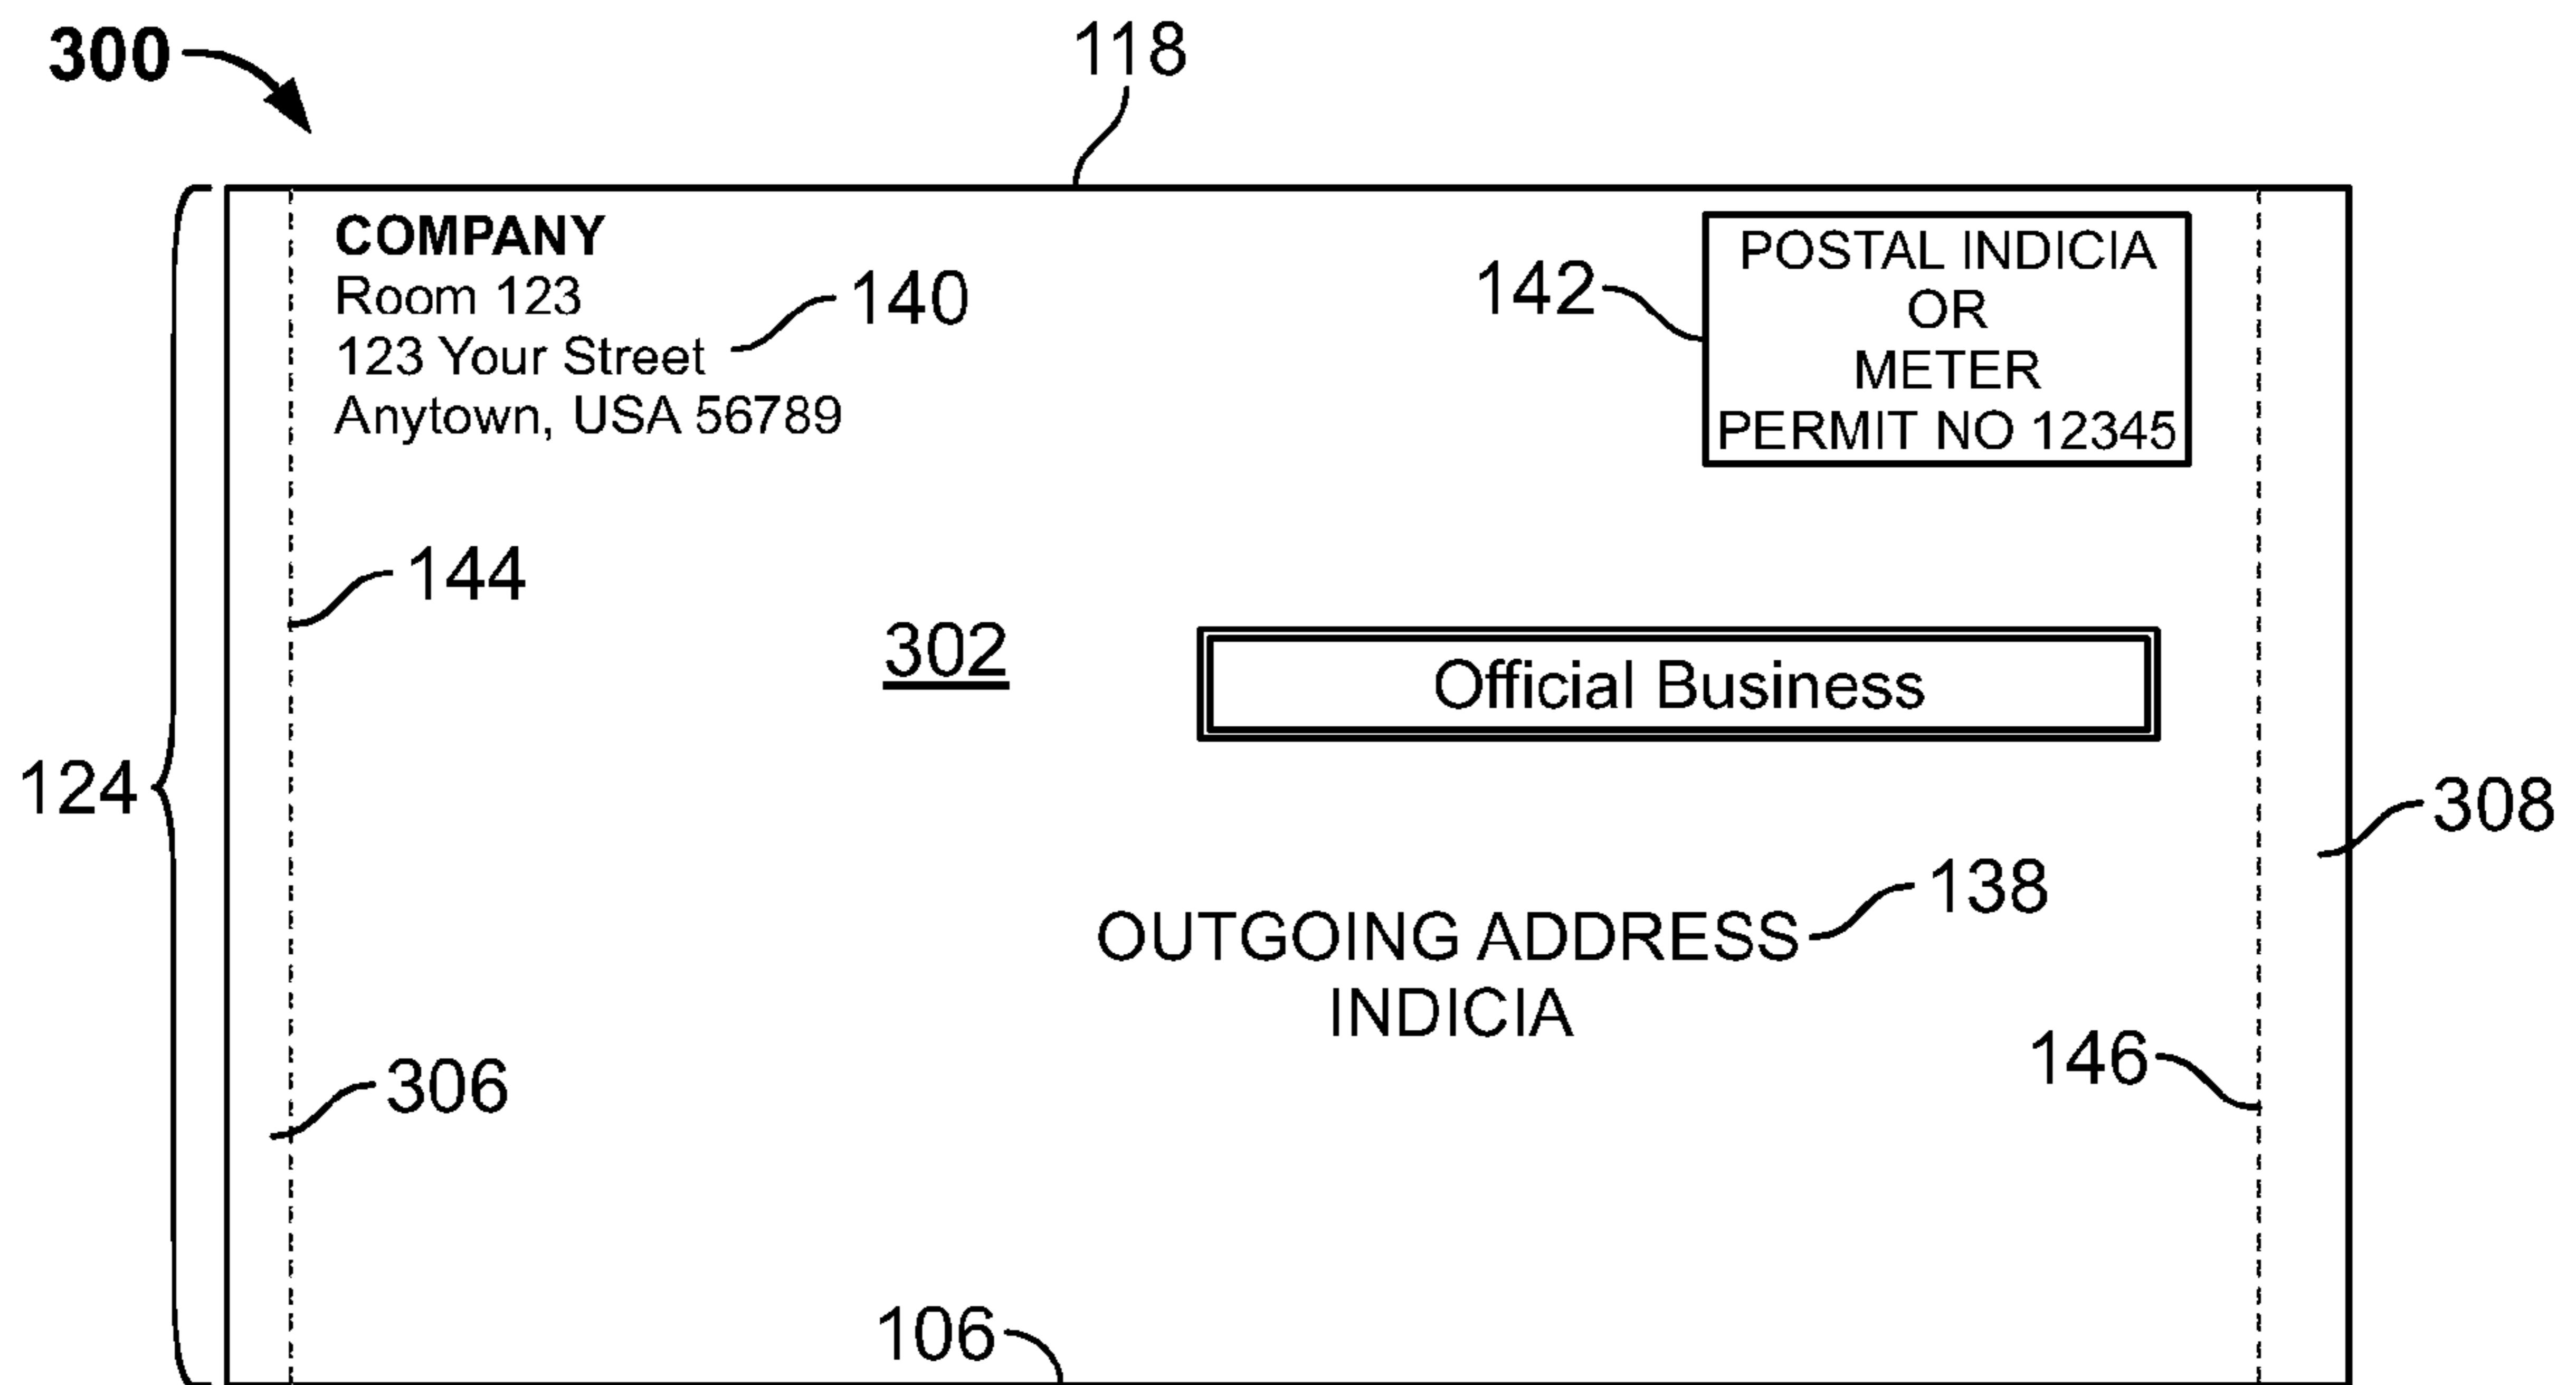 300
118
COMPANY
Room 123
123 Your Street
Anytown, USA 56789
140
142
POSTAL INDICIA
OR
METER
PERMIT NO 12345
144
302
Official Business
124
308
138
OUTGOING ADDRESS
INDICIA
146
306
106